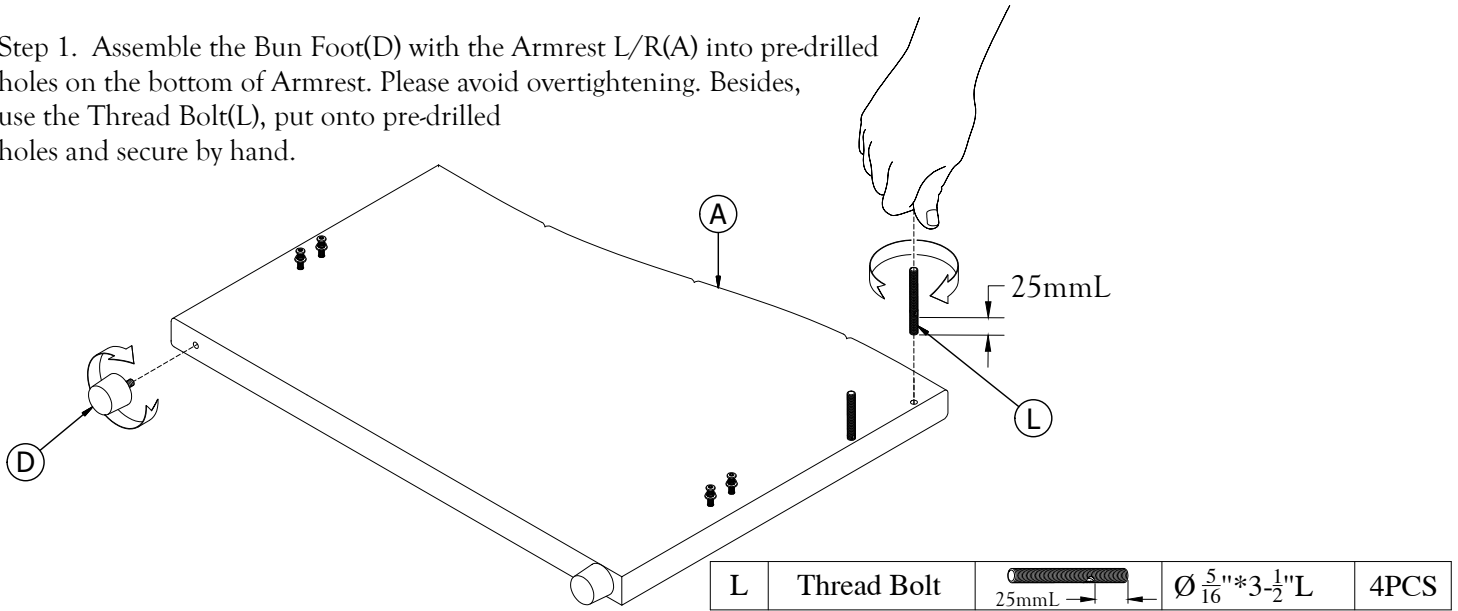 Step 1. Assemble the Bun Foot(D) with the Armrest L/R(A) into pre-drilled
holes on the bottom of Armrest. Please avoid overtightening. Besides,
use the Thread Bolt(L), put onto pre-drilled
holes and secure by hand.
A
25mmL
L
D
L Thread Bolt 25mmL Ø 5/16"*3-1/2"L 4PCS